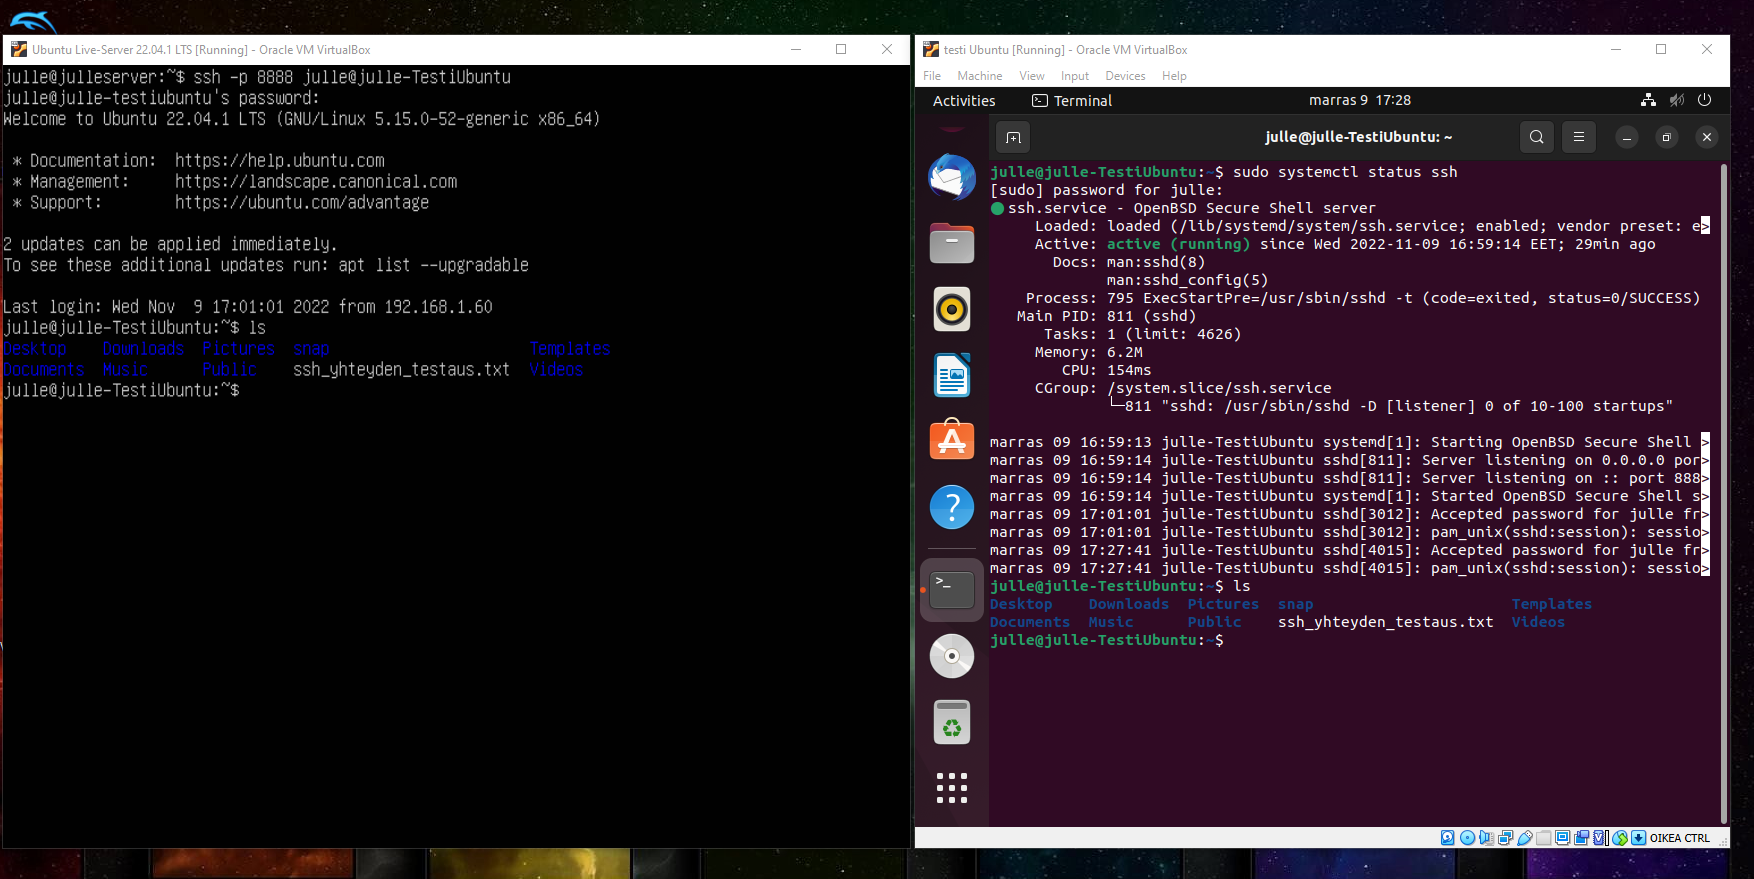 Ubuntu Live-Server 22.04.1 LTS [Running] - Oracle VM VirtualBox
julle@julleserver:~$ ssh -p 8888 julle@julle-TestiUbuntu
julle@julle-testiubuntu's password:
Welcome to Ubuntu 22.04.1 LTS (GNU/Linux 5.15.0-52-generic x86_64)
* Documentation:  https://help.ubuntu.com
* Management:     https://landscape.canonical.com
* Support:        https://ubuntu.com/advantage
2 updates can be applied immediately.
To see these additional updates run: apt list --upgradable
Last login: Wed Nov  9 17:01:01 2022 from 192.168.1.60
julle@julle-TestiUbuntu:~$ ls
Desktop    Downloads  Pictures  snap                      Templates
Documents  Music      Public    ssh_yhteyden_testaus.txt  Videos
julle@julle-TestiUbuntu:~$
testi Ubuntu [Running] - Oracle VM VirtualBox
File Machine View Input Devices Help
Activities Terminal marras 9 17:28
julle@julle-TestiUbuntu: ~
julle@julle-TestiUbuntu:~$ sudo systemctl status ssh
[sudo] password for julle:
ssh.service - OpenBSD Secure Shell server
Loaded: loaded (/lib/systemd/system/ssh.service; enabled; vendor preset: e>
Active: active (running) since Wed 2022-11-09 16:59:14 EET; 29min ago
Docs: man:sshd(8)
man:sshd_config(5)
Process: 795 ExecStartPre=/usr/sbin/sshd -t (code=exited, status=0/SUCCESS)
Main PID: 811 (sshd)
Tasks: 1 (limit: 4626)
Memory: 6.2M
CPU: 154ms
CGroup: /system.slice/ssh.service
└─811 "sshd: /usr/sbin/sshd -D [listener] 0 of 10-100 startups"
marras 09 16:59:13 julle-TestiUbuntu systemd[1]: Starting OpenBSD Secure Shell >
marras 09 16:59:14 julle-TestiUbuntu sshd[811]: Server listening on 0.0.0.0 por>
marras 09 16:59:14 julle-TestiUbuntu sshd[811]: Server listening on :: port 888>
marras 09 16:59:14 julle-TestiUbuntu systemd[1]: Started OpenBSD Secure Shell s>
marras 09 17:01:01 julle-TestiUbuntu sshd[3012]: Accepted password for julle fr>
marras 09 17:01:01 julle-TestiUbuntu sshd[3012]: pam_unix(sshd:session): sessio>
marras 09 17:27:41 julle-TestiUbuntu sshd[4015]: Accepted password for julle fr>
marras 09 17:27:41 julle-TestiUbuntu sshd[4015]: pam_unix(sshd:session): sessio>
julle@julle-TestiUbuntu:~$ ls
Desktop    Downloads  Pictures  snap                      Templates
Documents  Music      Public    ssh_yhteyden_testaus.txt  Videos
julle@julle-TestiUbuntu:~$
OIKEA CTRL